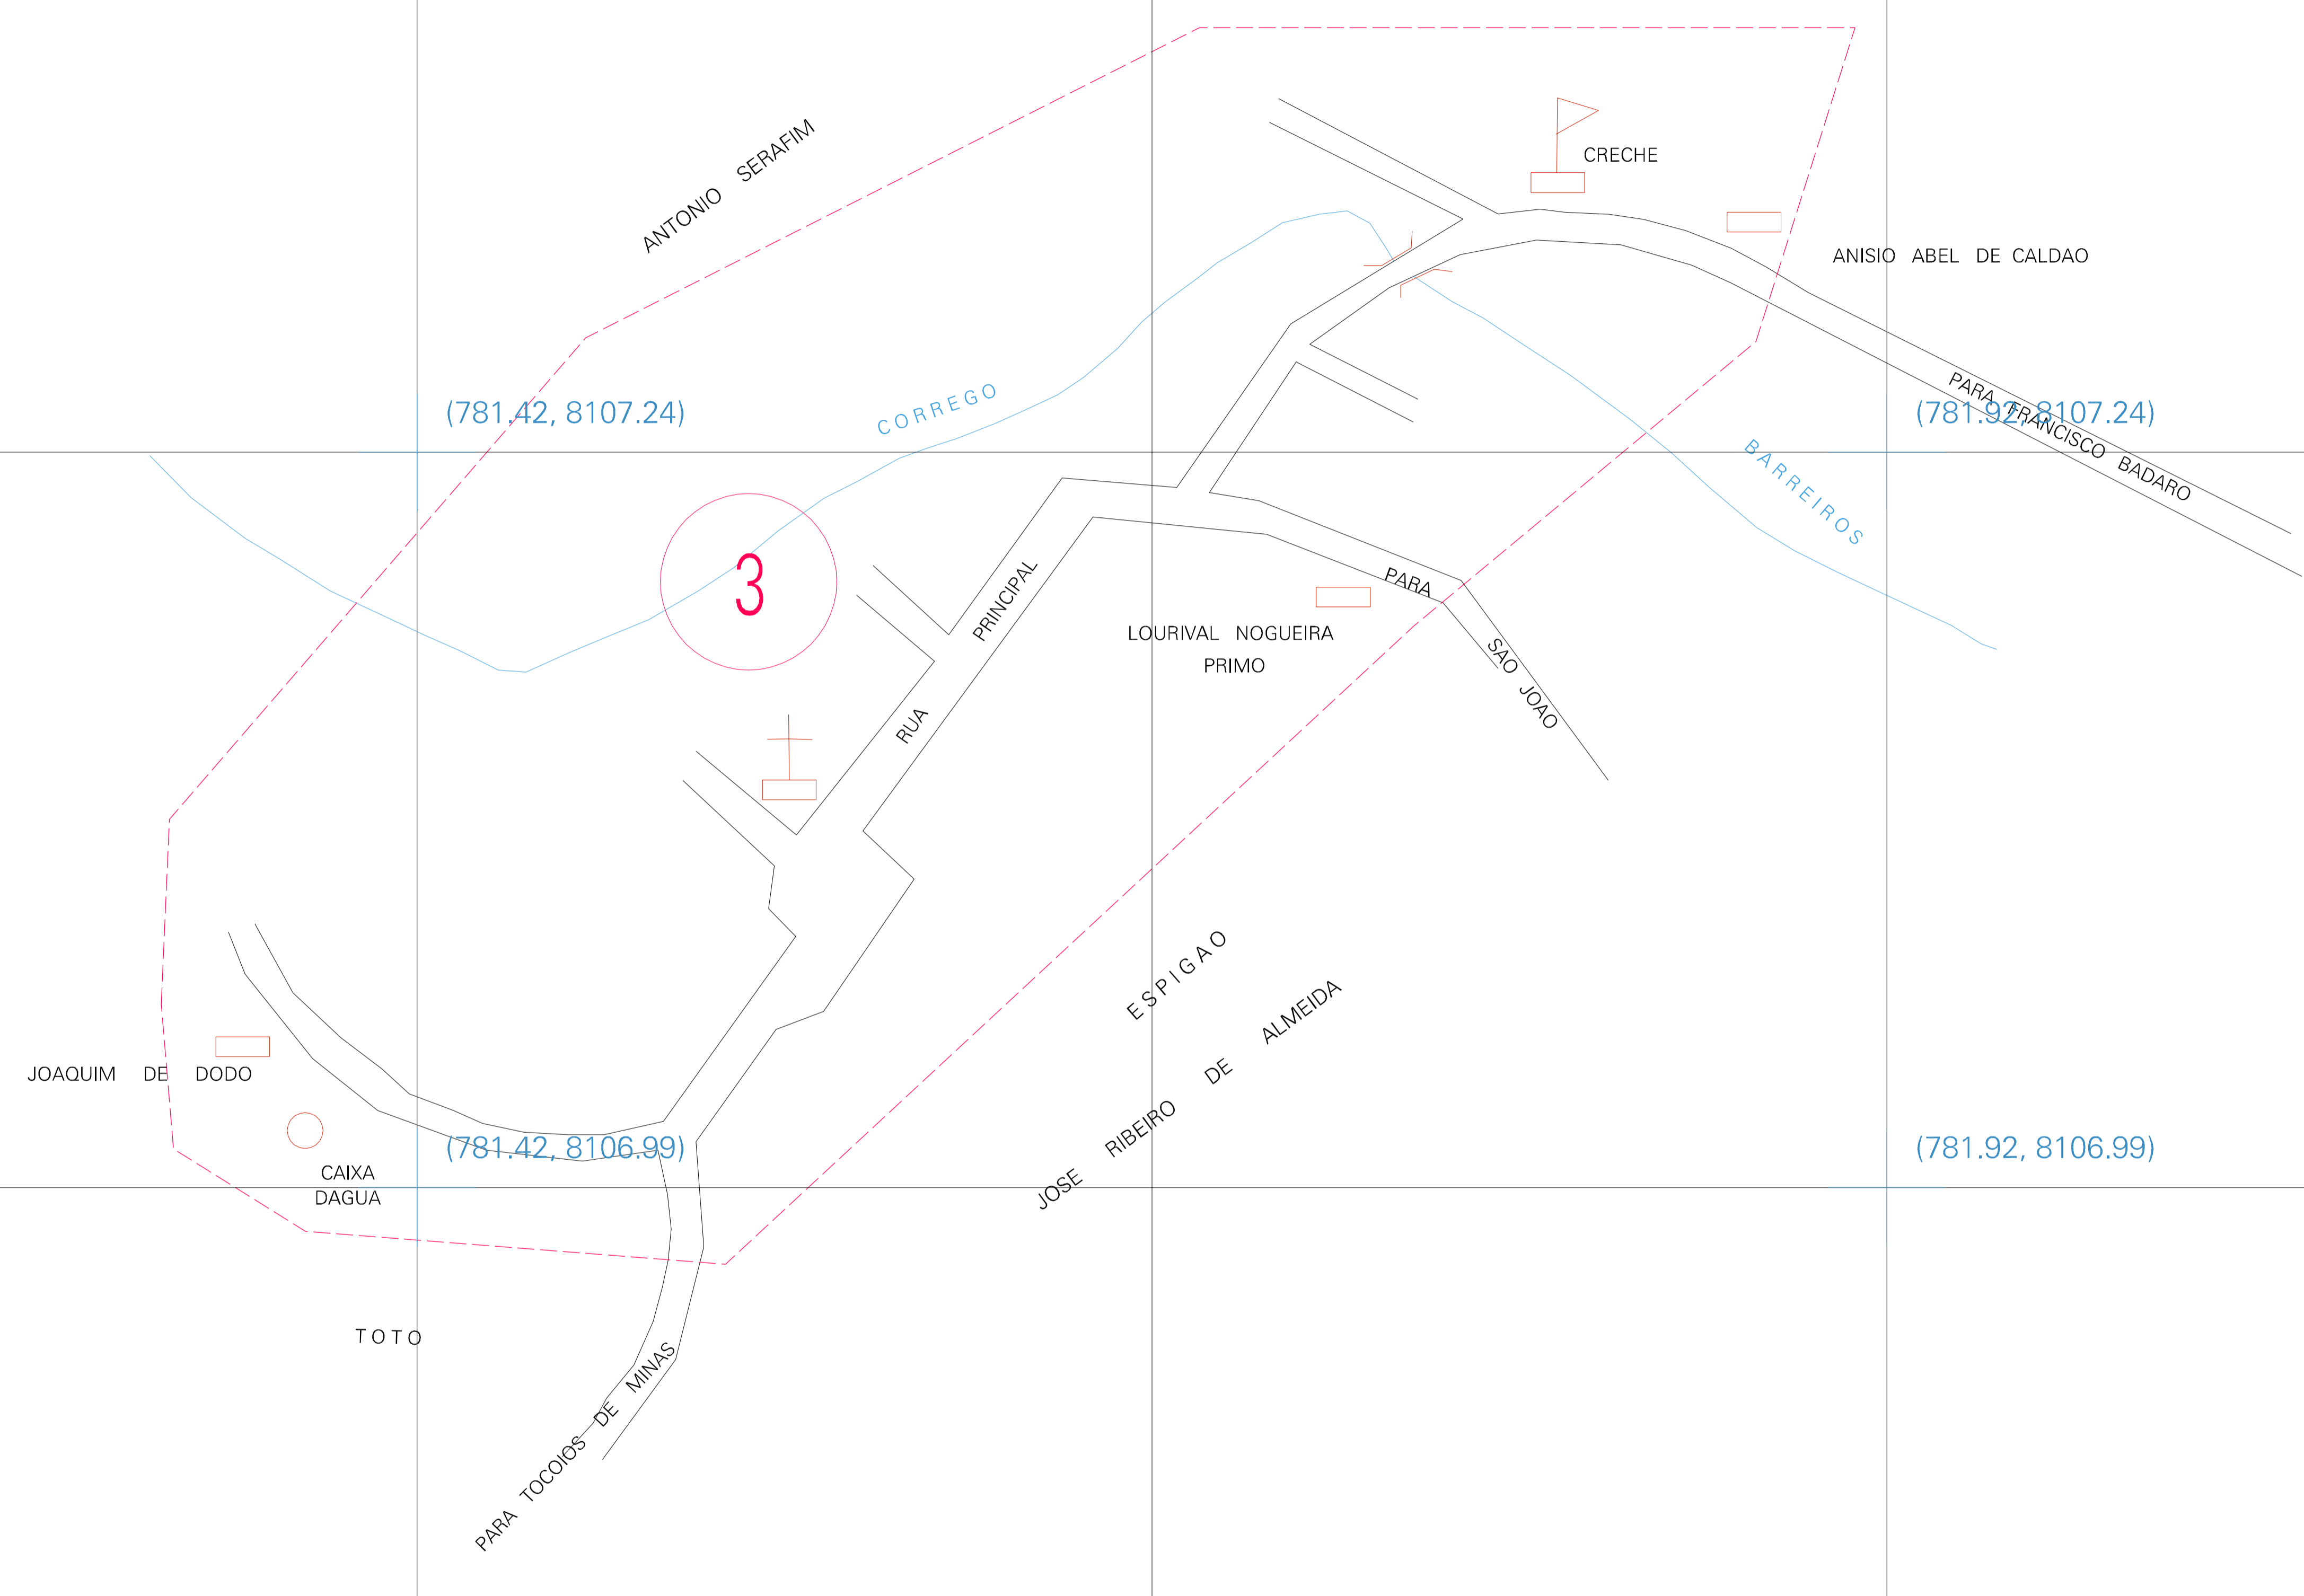 ANTONIO SERAFIM
CRECHE
ANISIO ABEL DE CALDAO
(781.42, 8107.24)
CORREGO
(781.92, 8107.24)
PARA FRANCISCO BADARO
BARREIROS
3
RUA PRINCIPAL
PARA SAO JOAO
LOURIVAL NOGUEIRA
PRIMO
ESPIGAO
JOSE RIBEIRO DE ALMEIDA
JOAQUIM DE DODO
(781.42, 8106.99)
(781.92, 8106.99)
CAIXA
DAGUA
TOTO
PARA TOCOIOS DE MINAS